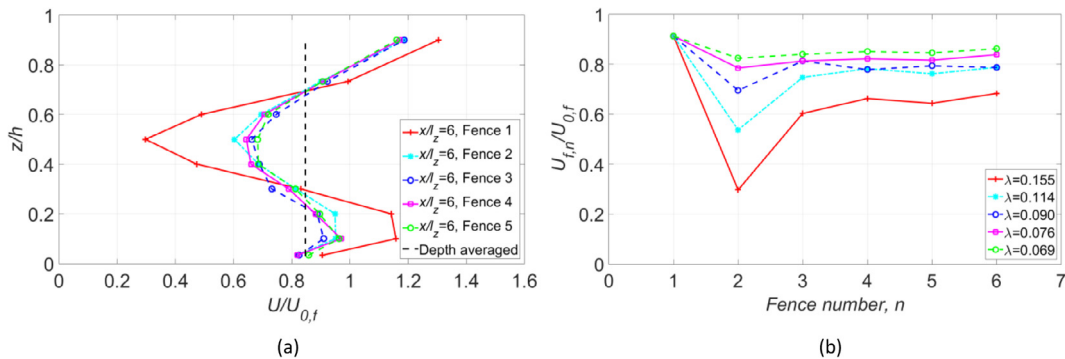 z/h
1
0.8
0.6
0.4
0.2
0
0 0.2 0.4 0.6 0.8 1 1.2 1.4 1.6
U/U0,f
x/lz=6, Fence 1
x/lz=6, Fence 2
x/lz=6, Fence 3
x/lz=6, Fence 4
x/lz=6, Fence 5
Depth averaged
(a)
Uf,n/U0,f
1
0.8
0.6
0.4
0.2
0
0 1 2 3 4 5 6 7
Fence number, n
λ=0.155
λ=0.114
λ=0.090
λ=0.076
λ=0.069
(b)